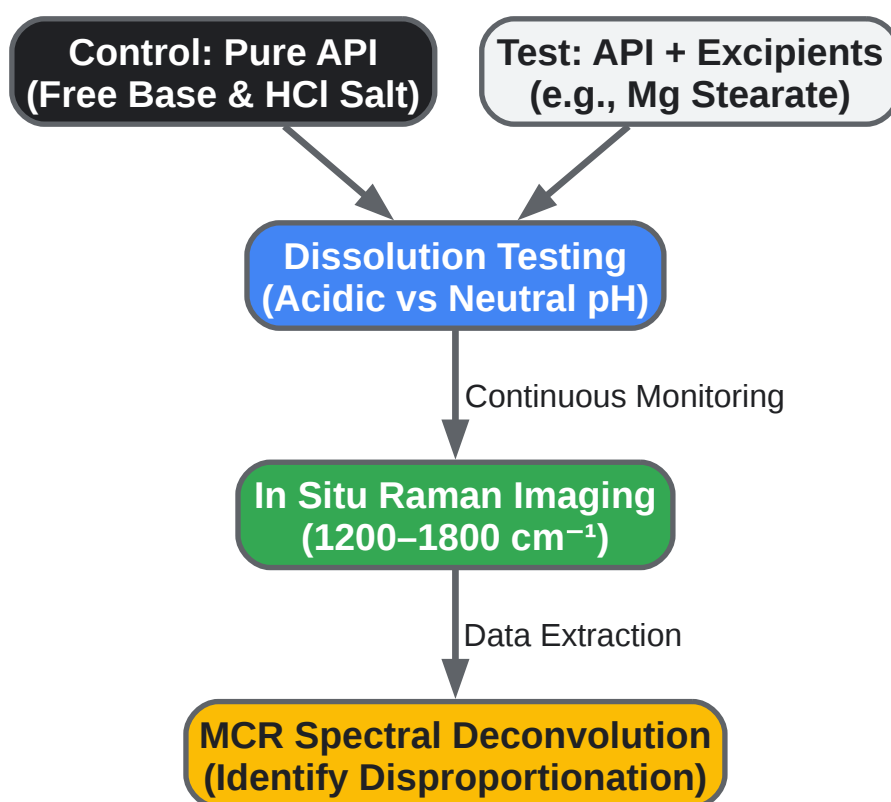 Control: Pure API
(Free Base & HCl Salt)
Test: API + Excipients
(e.g., Mg Stearate)
Dissolution Testing
(Acidic vs Neutral pH)
Continuous Monitoring
In Situ Raman Imaging
(1200–1800 cm⁻¹)
Data Extraction
MCR Spectral Deconvolution
(Identify Disproportionation)